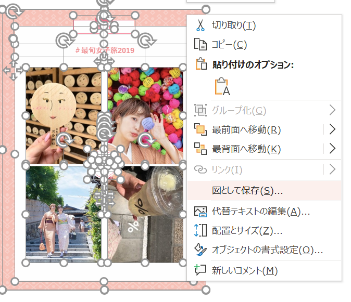 #最旬女子旅2019
切り取り(T)
コピー(C)
貼り付けのオプション:
グループ化(G)
最前面へ移動(R)
最背面へ移動(K)
リンク(I)
図として保存(S)...
代替テキストの編集(A)...
配置とサイズ(Z)...
オブジェクトの書式設定(O)...
新しいコメント(M)